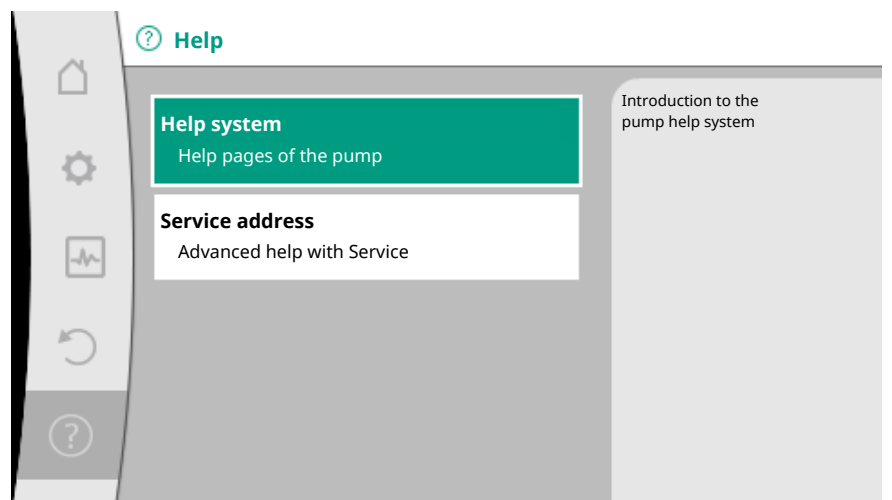 Help
Help system
Help pages of the pump
Service address
Advanced help with Service
Introduction to the
pump help system